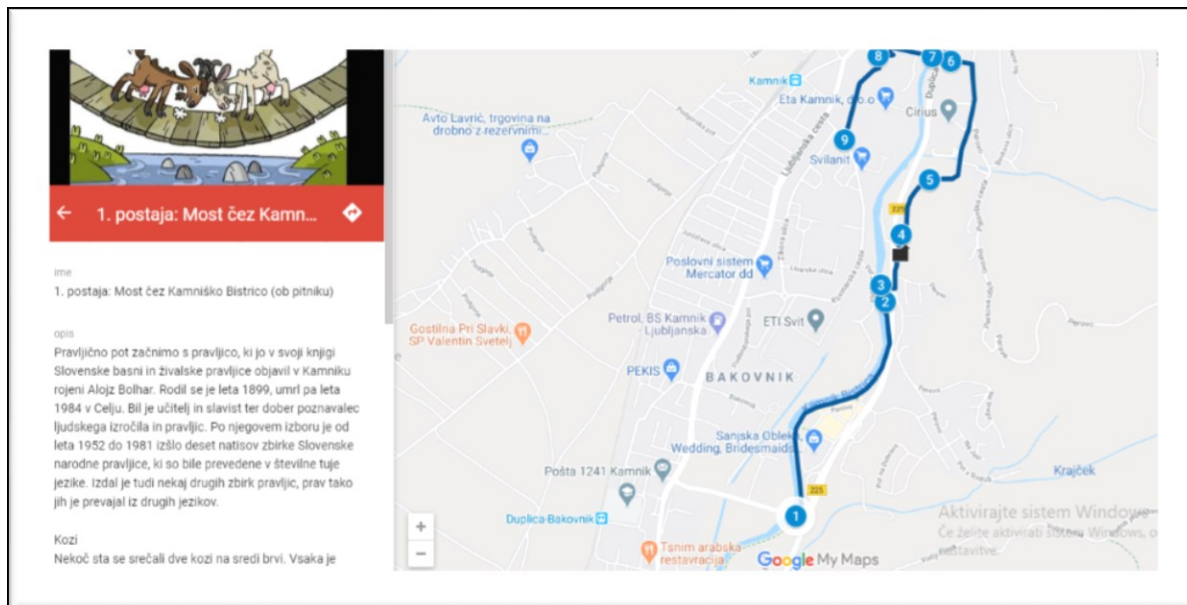 1. postaja: Most čez Kamn...
ime
1. postaja: Most čez Kamniško Bistrico (ob pitniku)
opis
Pravljično pot začnimo s pravljico, ki jo v svoji knjigi
Slovenske basni in živalske pravljice objavil v Kamniku
rojeni Alojz Bolhar. Rodil se je leta 1899, umrl pa leta
1984 v Celju. Bil je učitelj in slavist ter dober poznavalec
ljudskega izročila in pravljic. Po njegovem izboru je od
leta 1952 do 1981 izšlo deset natisov zbirke Slovenske
narodne pravljice, ki so bile prevedene v številne tuje
jezike. Izdal je tudi nekaj drugih zbirk pravljic, prav tako
jih je prevajal iz drugih jezikov.
Kozi
Nekoč sta se srečali dve kozi na sredi brvi. Vsaka je
8
7
6
Kamnik
Eta Kamnik, d.o.o
Cirius
Duplica
Ljubljanska cesta
Avto Lavrič, trgovina na
drobno z rezervnimi...
9
Svilanit
5
225
4
Poslovni sistem
Mercator dd
3
2
Petrol, BS Kamnik
Ljubljanska
ETI Svit
Gostilna Pri Slavki,
SP Valentin Svetelj
PEKIS
BAKOVNIK
Kamniška Bistrica
Sanjska Obleka,
Wedding, Bridesmaids...
Pošta 1241 Kamnik
225
Krajček
1
Duplica-Bakovnik
Tsnim arabska
restavracija
Google My Maps
Aktivirajte sistem Windows
Če želite aktivirati sistem Windows, o
nastavitve.